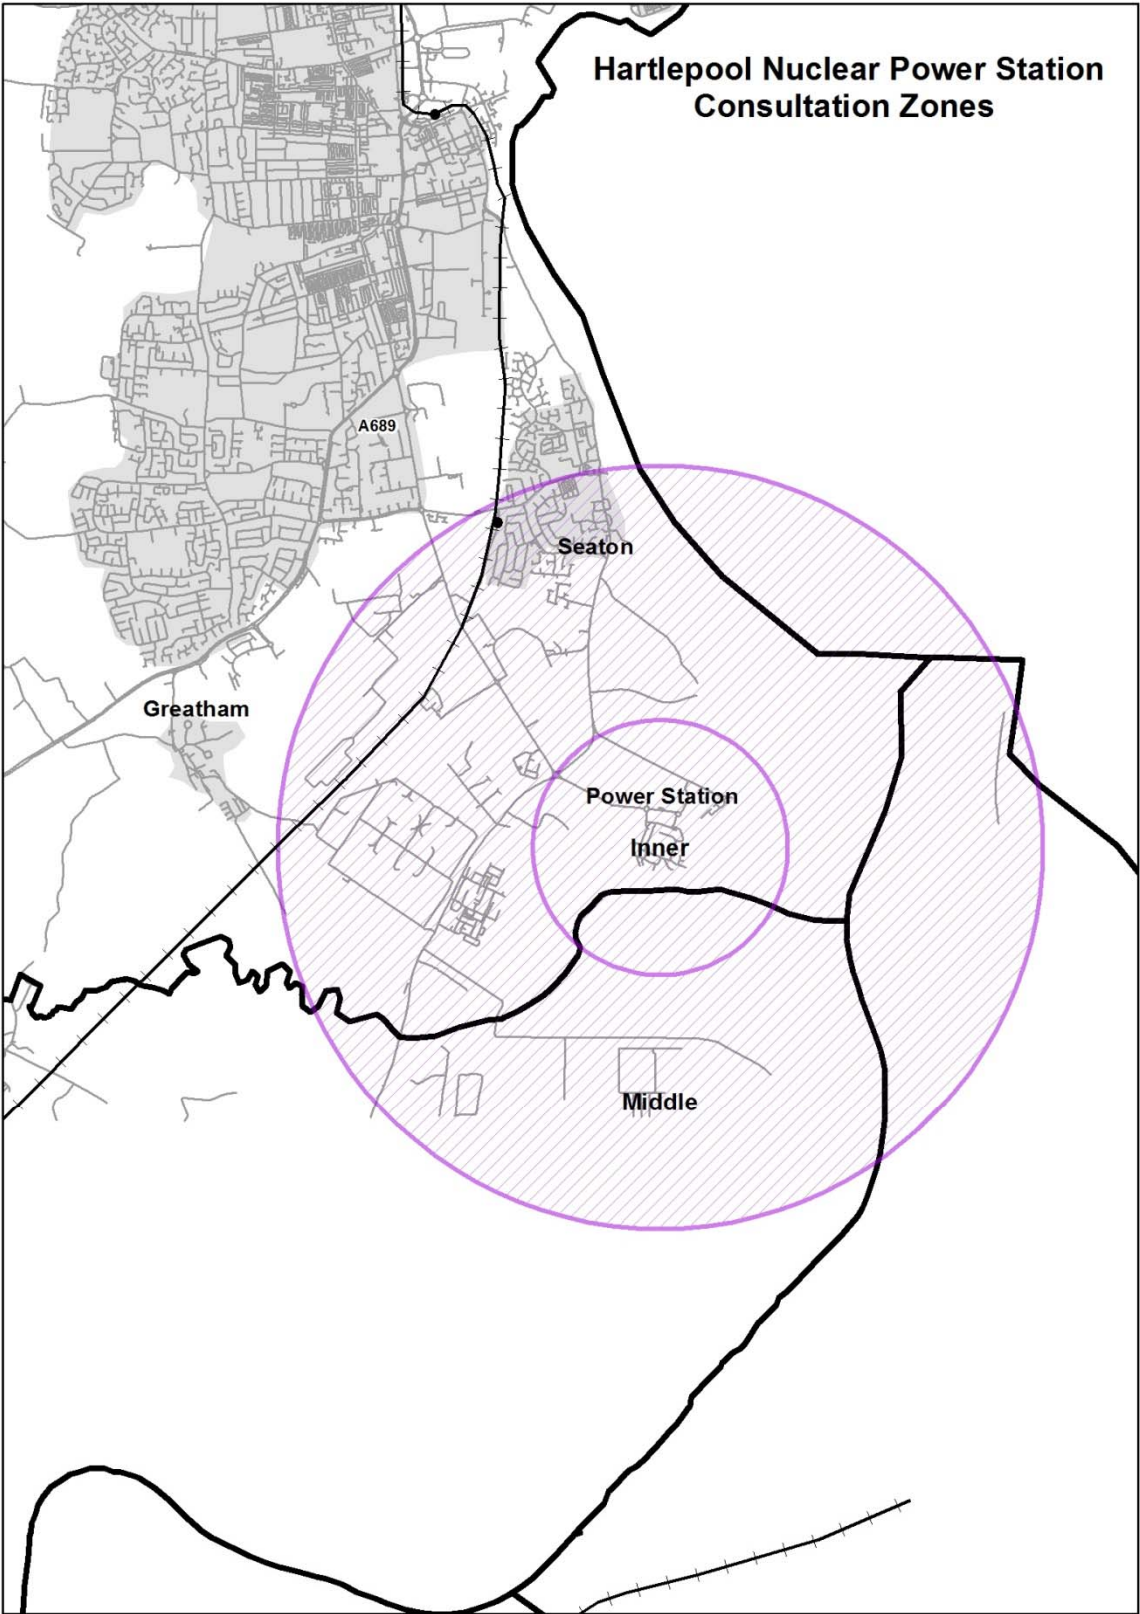 Hartlepool Nuclear Power Station
Consultation Zones
A689
Seaton
Greatham
Power Station
Inner
Middle